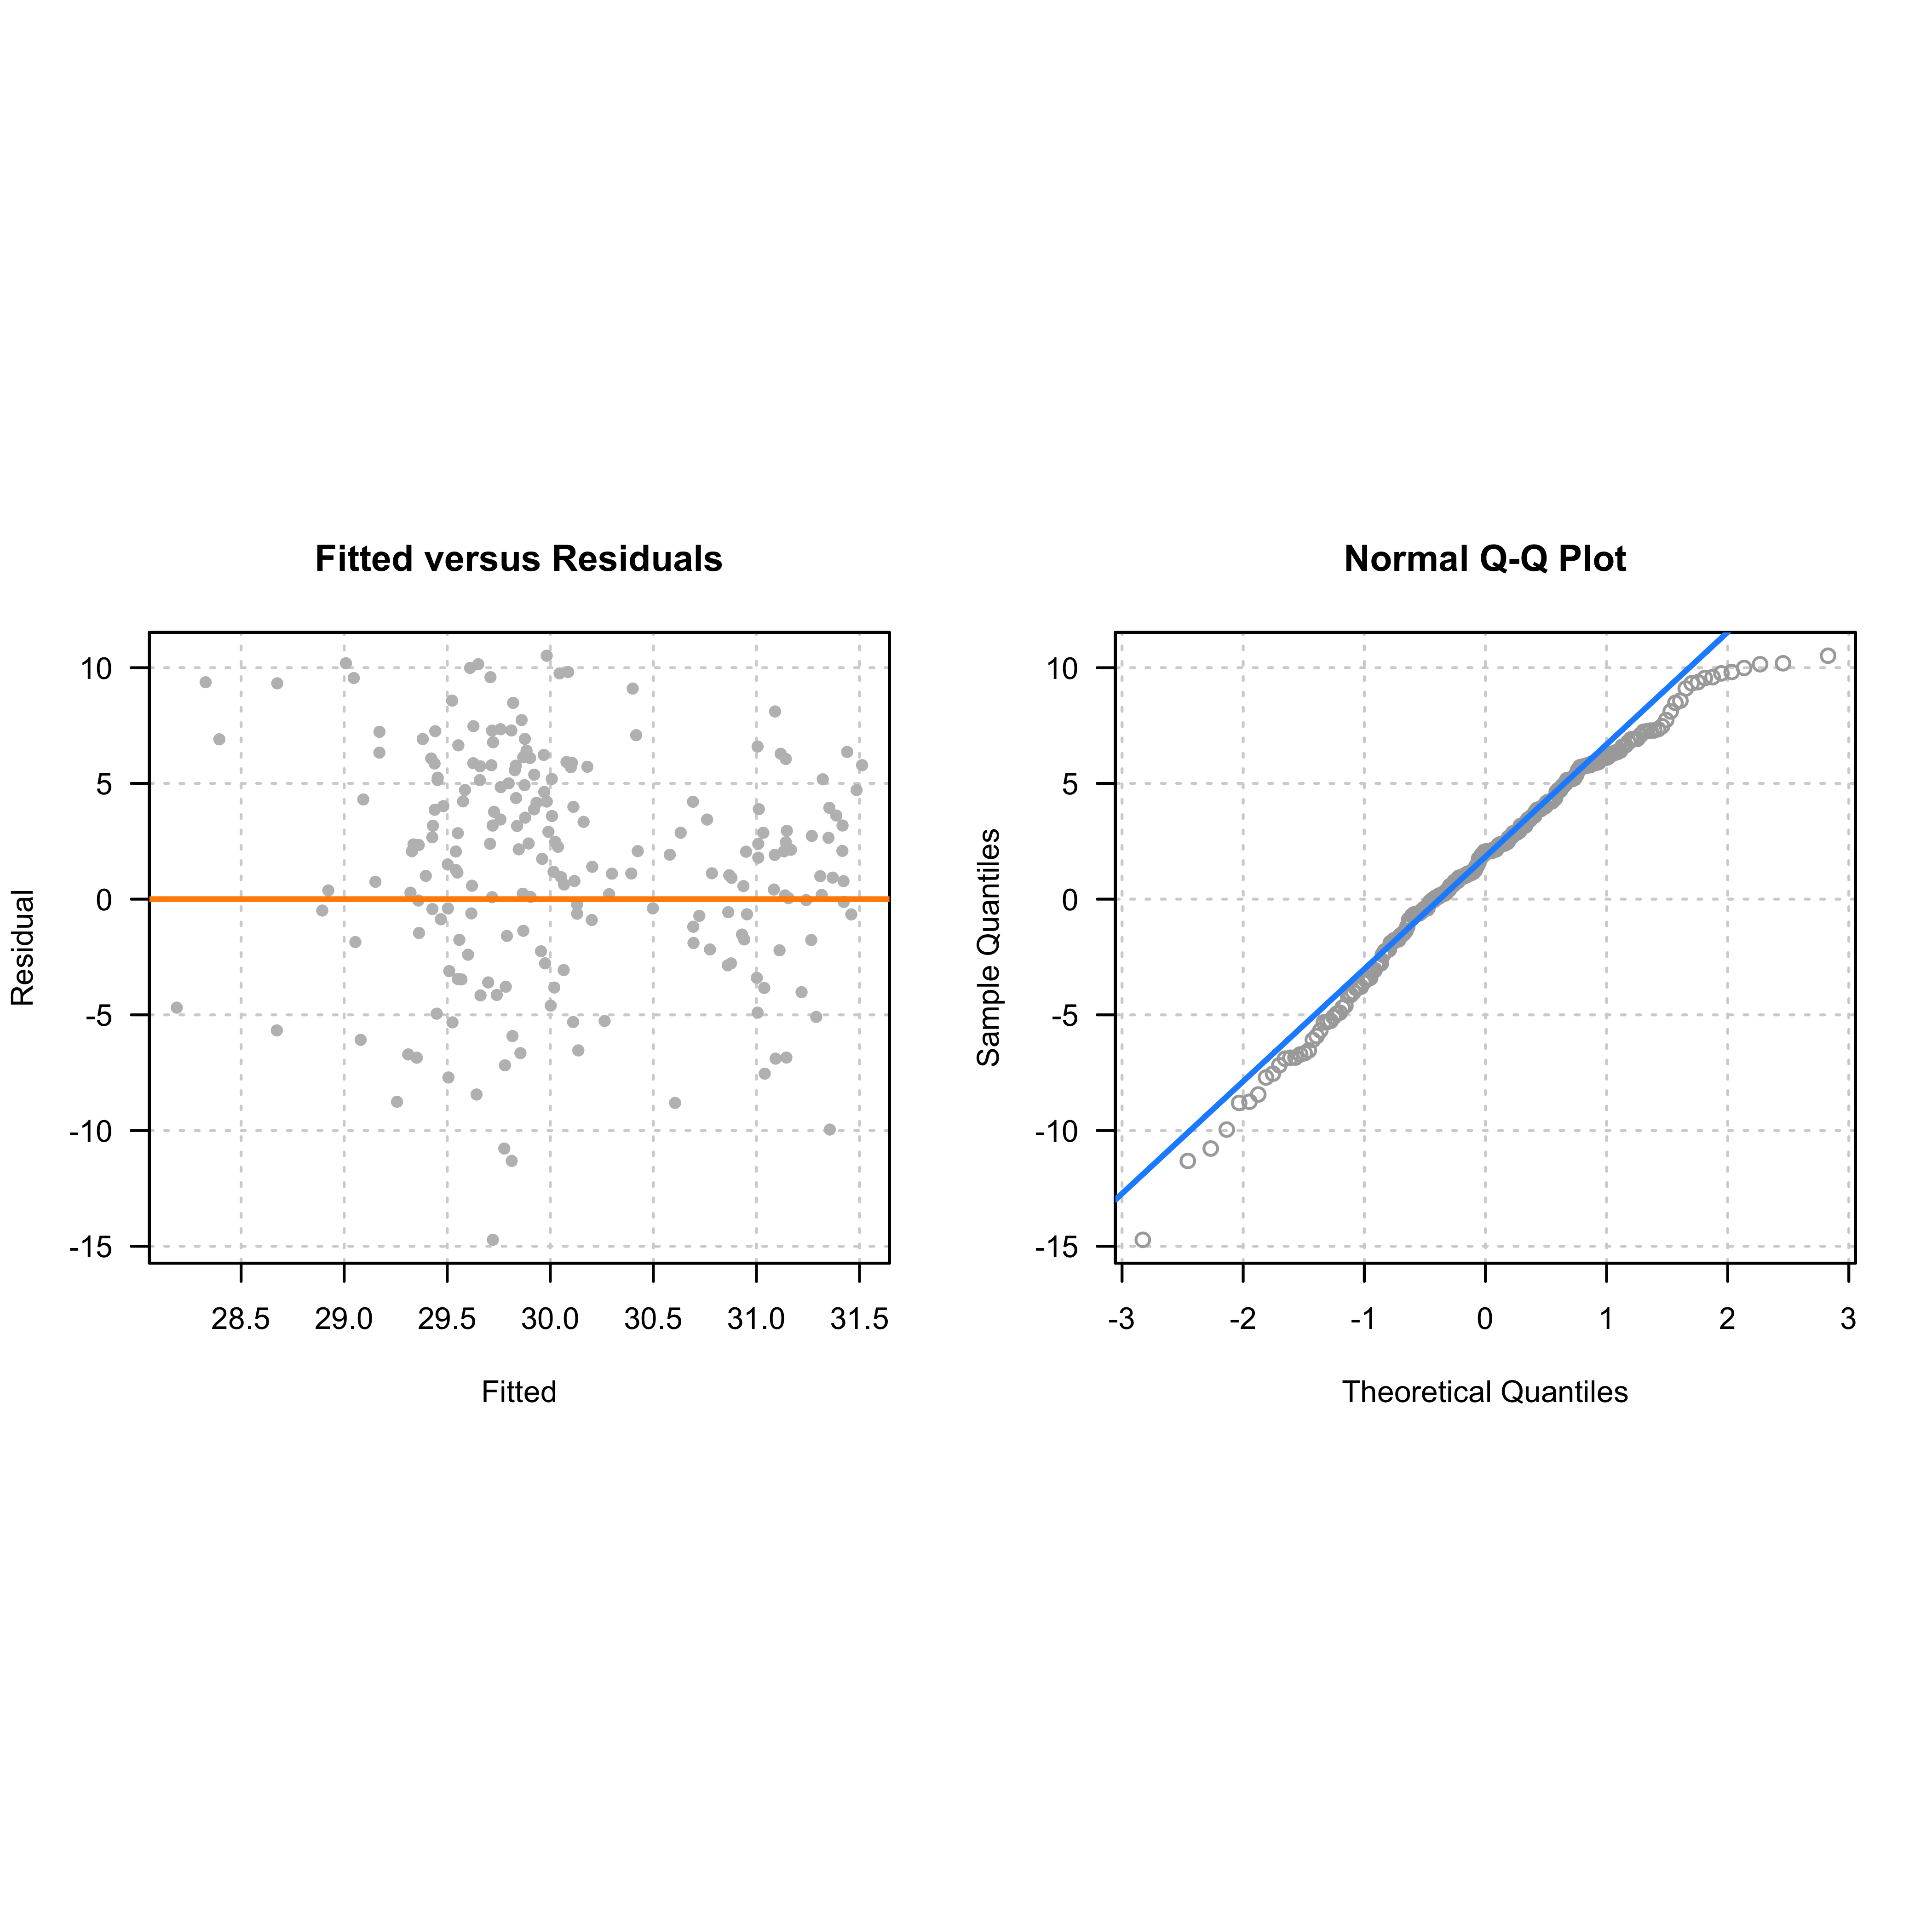 Fitted versus Residuals
Residual
10
5
0
-5
-10
-15
28.5 29.0 29.5 30.0 30.5 31.0 31.5
Fitted
Normal Q-Q Plot
Sample Quantiles
10
5
0
-5
-10
-15
-3 -2 -1 0 1 2 3
Theoretical Quantiles